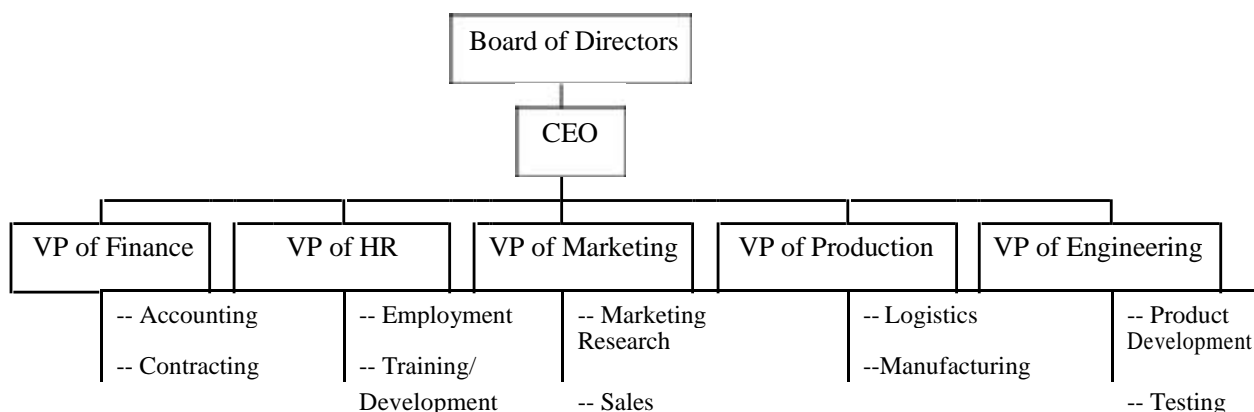 Board of Directors
CEO
VP of Finance
VP of HR
VP of Marketing
VP of Production
VP of Engineering
-- Accounting
-- Contracting
-- Employment
-- Training/
Development
-- Marketing
Research
-- Sales
-- Logistics
--Manufacturing
-- Product
Development
-- Testing